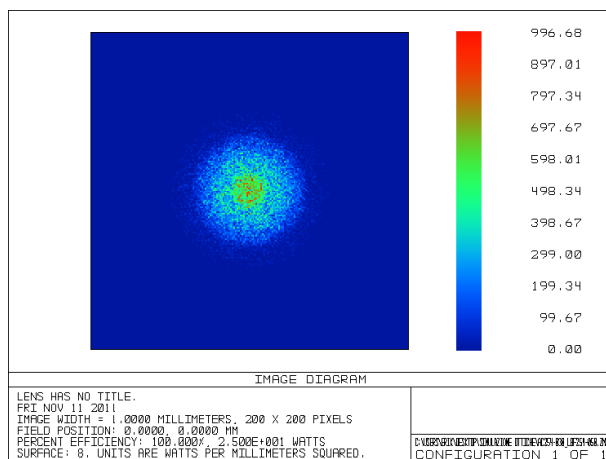 996.68
897.01
797.34
697.67
598.01
498.34
398.67
299.00
199.34
99.67
0.00
IMAGE DIAGRAM
LENS HAS NO TITLE.
FRI NOV 11 2011
IMAGE WIDTH = 1.0000 MILLIMETERS, 200 X 200 PIXELS
FIELD POSITION: 0.0000, 0.0000 MM
PERCENT EFFICIENCY: 100.000%, 2.500E+001 WATTS
SURFACE: 8. UNITS ARE WATTS PER MILLIMETERS SQUARED.
CONFIGURATION 1 OF 1